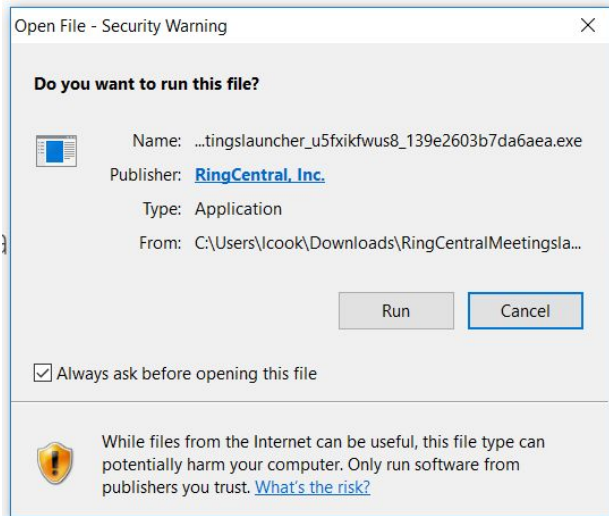 Open File - Security Warning
Do you want to run this file?
Name: ...tingslauncher_u5fxikfwus8_139e2603b7da6aea.exe
Publisher: RingCentral, Inc.
Type: Application
From: C:\Users\lcook\Downloads\RingCentralMeetingsla...
Run Cancel
Always ask before opening this file
While files from the Internet can be useful, this file type can
potentially harm your computer. Only run software from
publishers you trust. What's the risk?